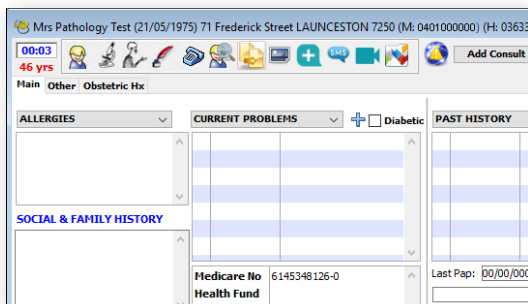 Mrs Pathology Test (21/05/1975) 71 Frederick Street LAUNCESTON 7250 (M: 0401000000) (H: 03633
00:03
46 yrs
SMS
Add Consult
Main Other Obstetric Hx
ALLERGIES
CURRENT PROBLEMS
Diabetic
PAST HISTORY
SOCIAL & FAMILY HISTORY
Medicare No 6145348126-0
Health Fund
Last Pap: 00/00/000